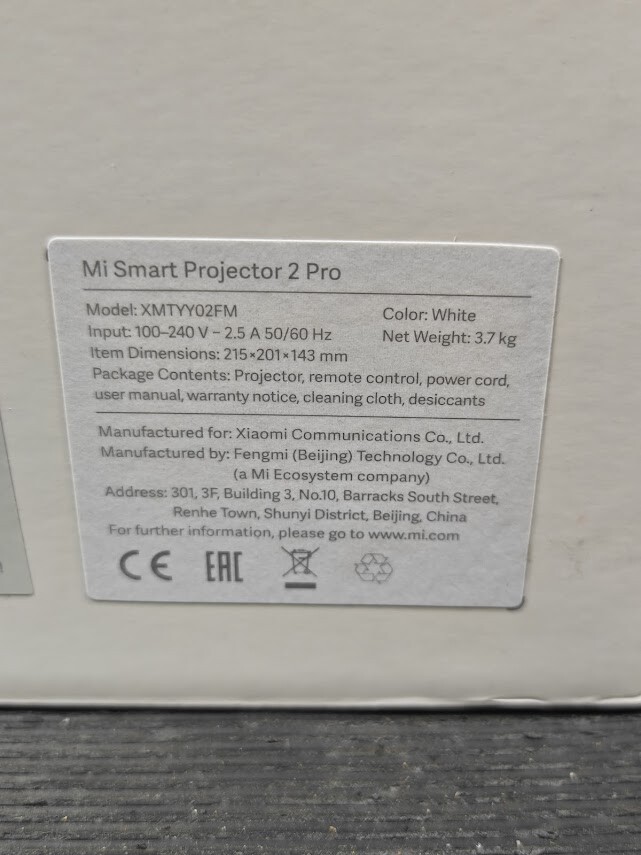 Mi Smart Projector 2 Pro
Model: XMTYY02FM
Color: White
Input: 100–240 V ~ 2.5 A 50/60 Hz
Net Weight: 3.7 kg
Item Dimensions: 215×201×143 mm
Package Contents: Projector, remote control, power cord,
user manual, warranty notice, cleaning cloth, desiccants
Manufactured for: Xiaomi Communications Co., Ltd.
Manufactured by: Fengmi (Beijing) Technology Co., Ltd.
(a Mi Ecosystem company)
Address: 301, 3F, Building 3, No.10, Barracks South Street,
Renhe Town, Shunyi District, Beijing, China
For further information, please go to www.mi.com
CE EAC